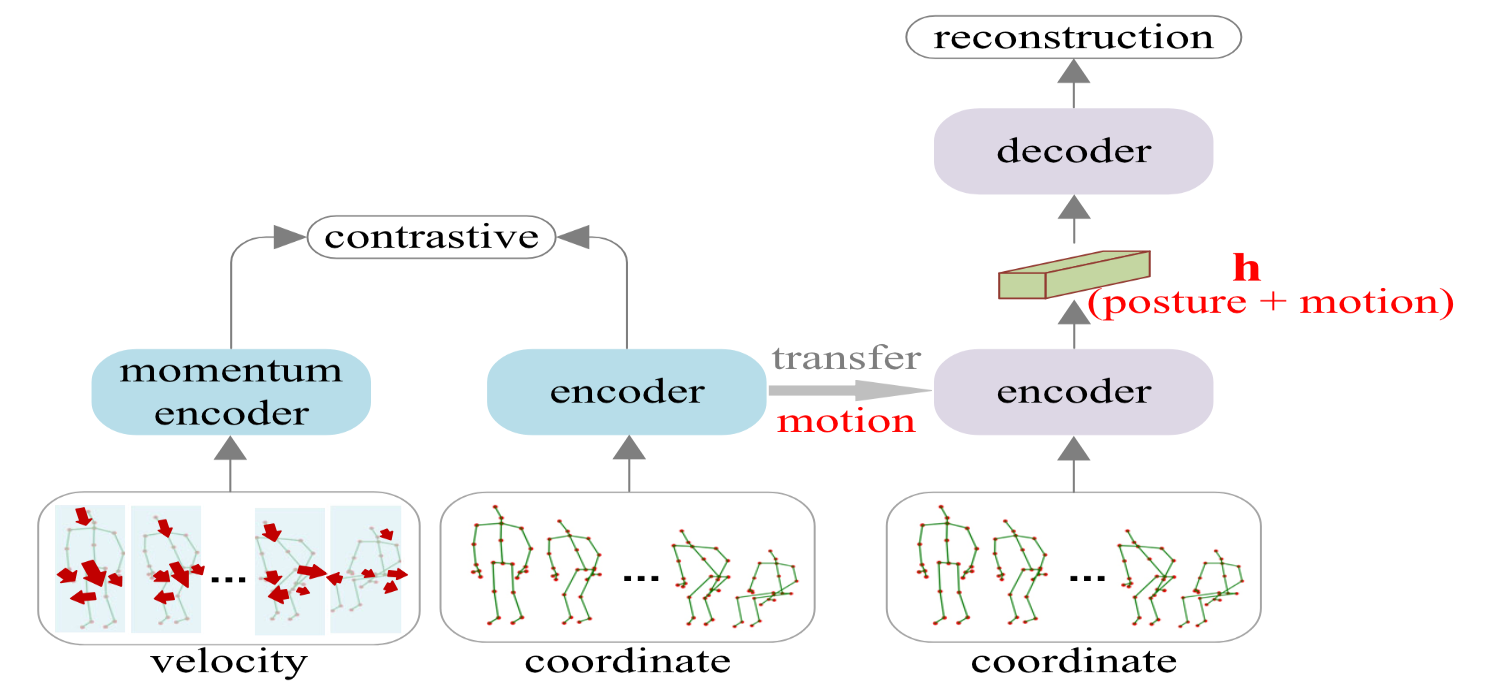 reconstruction
decoder
contrastive
h
(posture + motion)
momentum
encoder
encoder
transfer
motion
encoder
...
...
...
velocity
coordinate
coordinate